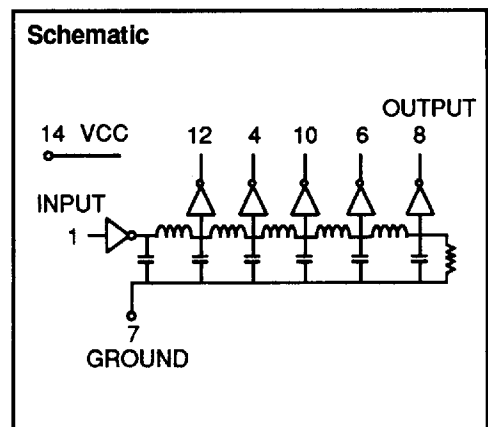 Schematic
OUTPUT
14 VCC 12 4 10 6 8
INPUT
1
7
GROUND